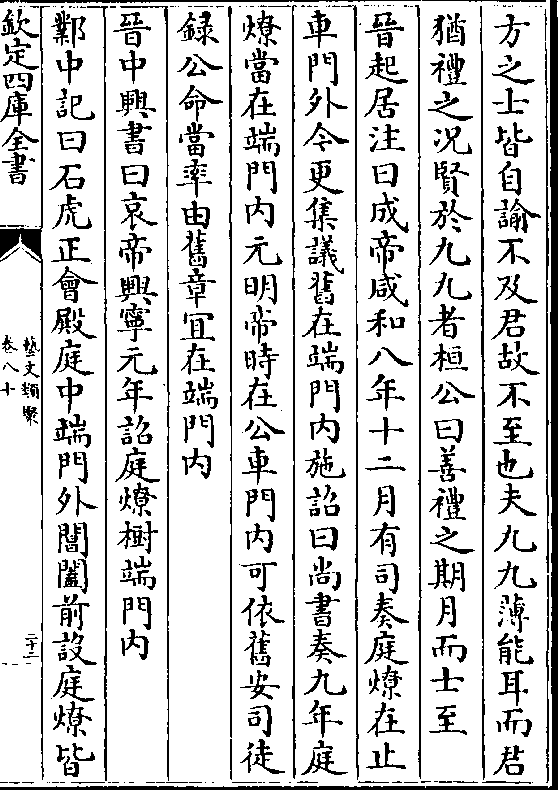 方之士皆自諭不及君故不至也夫九九薄能耳而君
猶禮之况賢於九九者桓公曰善禮之期月而士至
晉起居注曰成帝咸和八年十二月有司奏庭燎在止
車門外今更集議舊在端門內施詔曰尚書奏九年庭
燎當在端門內元明帝時在公車門內可依舊安司徒
録公命當率由舊章宜在端門內
晉中興書曰哀帝興寧元年詔庭燎樹端門內
鄴中記曰石虎正會殿庭中端門外閶闔前設庭燎皆
欽定四庫全書
藝文類聚
卷八十
二十二